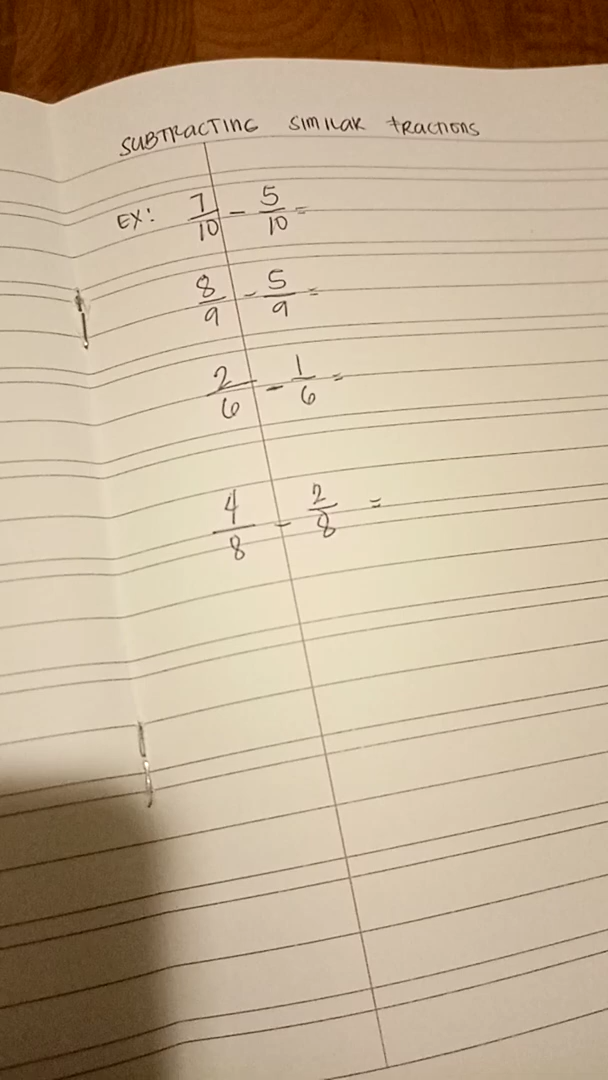 SUBTRACTING SIMILAR FRACTIONS
EX: 7/10 - 5/10 =
8/9 - 5/9 =
2/6 - 1/6 =
4/8 - 2/8 =